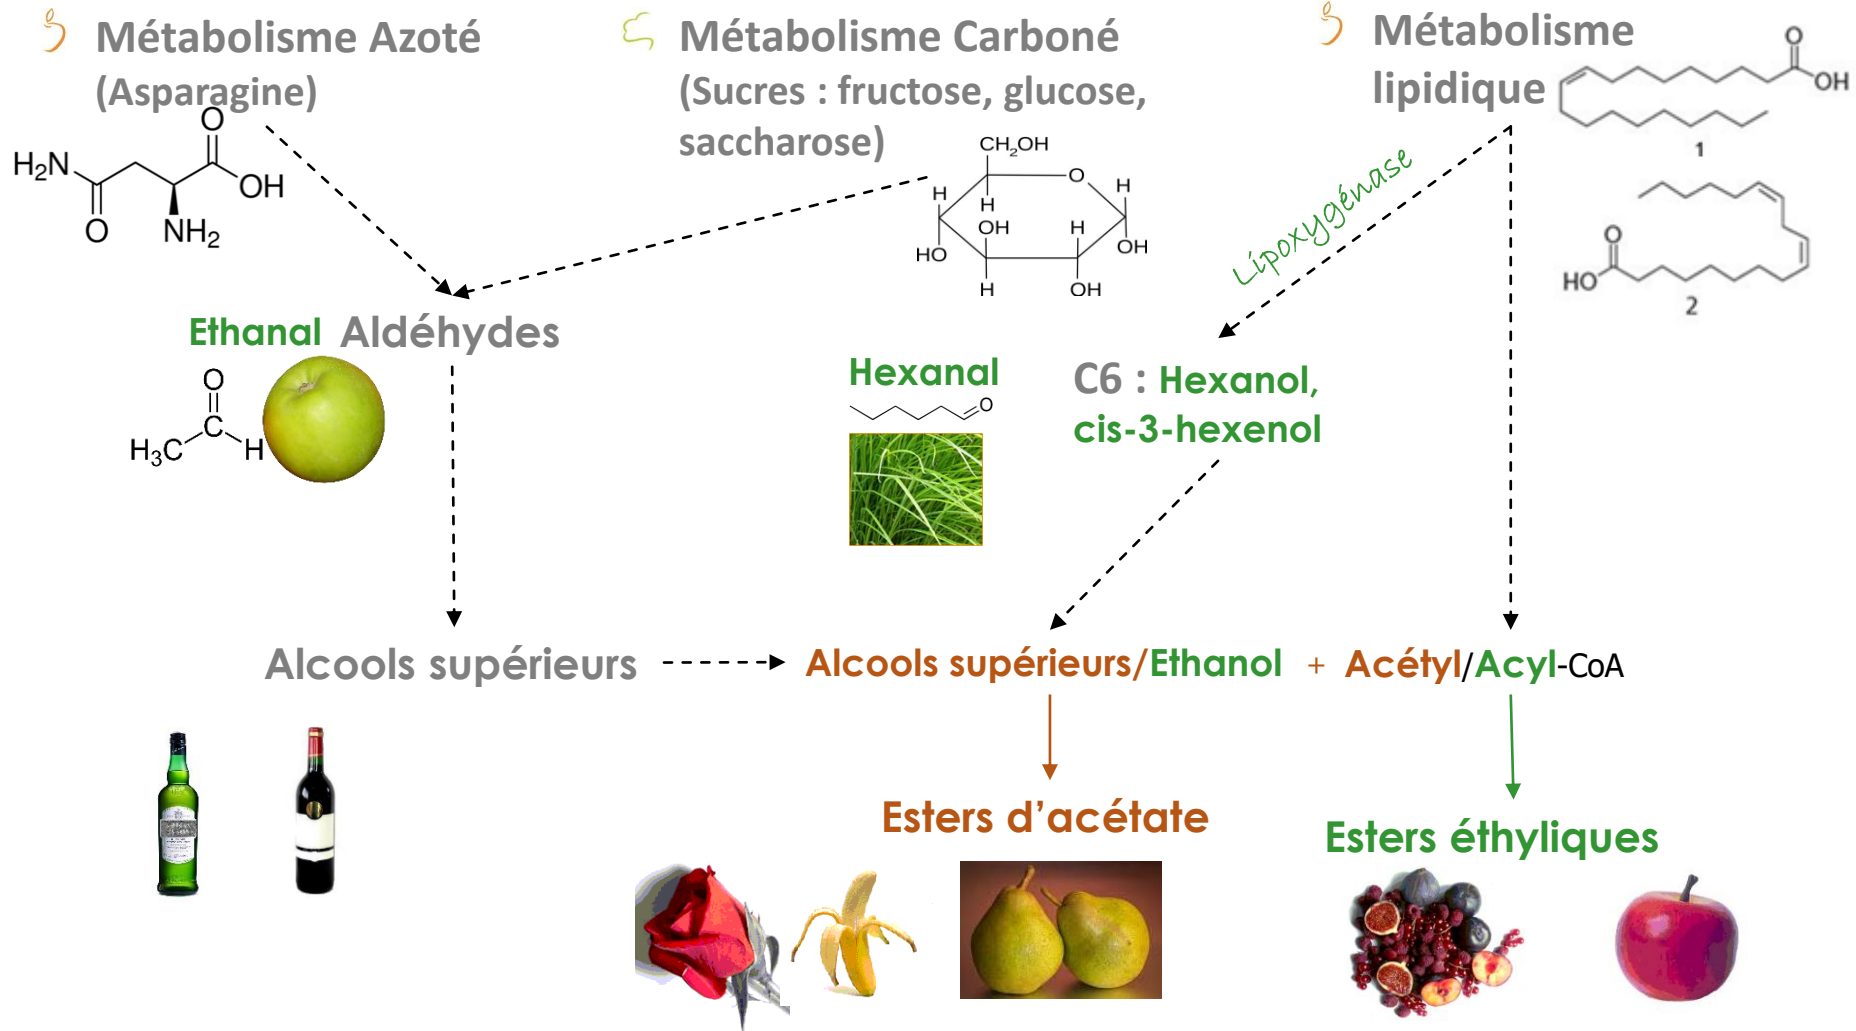 Métabolisme Azoté
(Asparagine)
O
H₂N
OH
O
NH₂
Métabolisme Carboné
(Sucres : fructose, glucose,
saccharose)
CH₂OH
O
H
H
H
OH
H
HO
OH
H
OH
Métabolisme
lipidique
O
OH
1
O
HO
2
Lipoxygénase
Ethanal Aldéhydes
O
H₃C
H
Hexanal
O
C6 : Hexanol,
cis-3-hexenol
Alcools supérieurs
Alcools supérieurs/Ethanol + Acétyl/Acyl-CoA
Esters d’acétate
Esters éthyliques